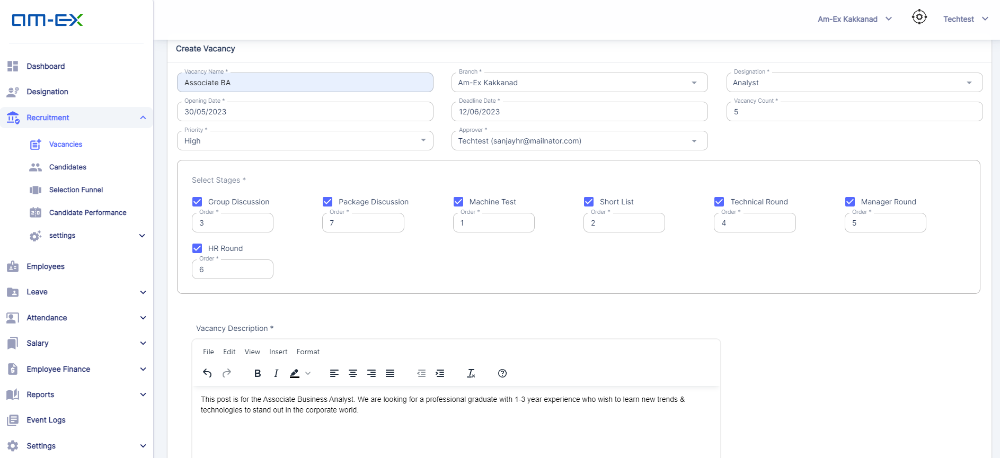 am-ex
Am-Ex Kakkanad
Techtest
Dashboard
Designation
Recruitment
Vacancies
Candidates
Selection Funnel
Candidate Performance
settings
Employees
Leave
Attendance
Salary
Employee Finance
Reports
Event Logs
Settings
Create Vacancy
Vacancy Name *
Associate BA
Branch *
Am-Ex Kakkanad
Designation *
Analyst
Opening Date *
30/05/2023
Deadline Date *
12/06/2023
Vacancy Count *
5
Priority *
High
Approver *
Techtest (sanjayhr@mailnator.com)
Select Stages *
Group Discussion
Order *
3
Package Discussion
Order *
7
Machine Test
Order *
1
Short List
Order *
2
Technical Round
Order *
4
Manager Round
Order *
5
HR Round
Order *
6
Vacancy Description *
File Edit View Insert Format
This post is for the Associate Business Analyst. We are looking for a professional graduate with 1-3 year experience who wish to learn new trends &
technologies to stand out in the corporate world.